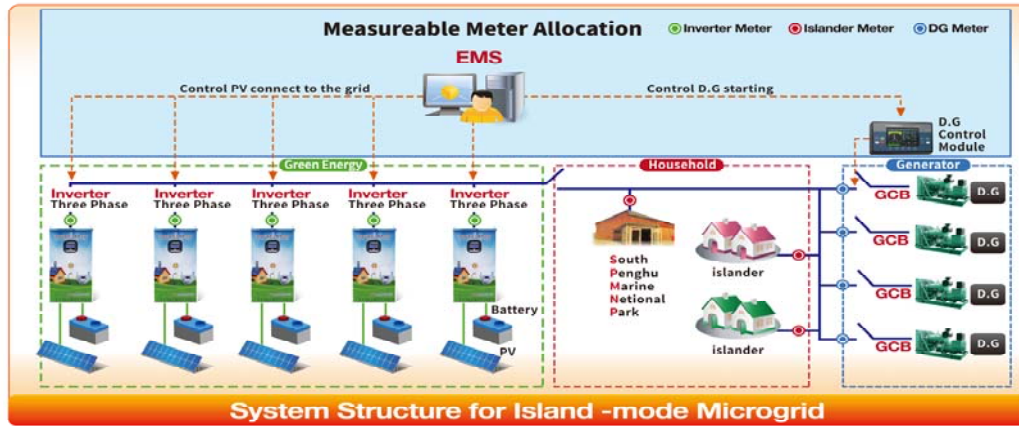 Measureable Meter Allocation
Inverter Meter
Islander Meter
DG Meter
EMS
Control PV connect to the grid
Control D.G starting
D.G
Control
Module
Green Energy
Household
Generator
Inverter
Three Phase
Inverter
Three Phase
Inverter
Three Phase
Inverter
Three Phase
Inverter
Three Phase
Battery
PV
South
Penghu
Marine
Netional
Park
islander
islander
GCB
D.G
GCB
D.G
GCB
D.G
GCB
D.G
System Structure for Island -mode Microgrid